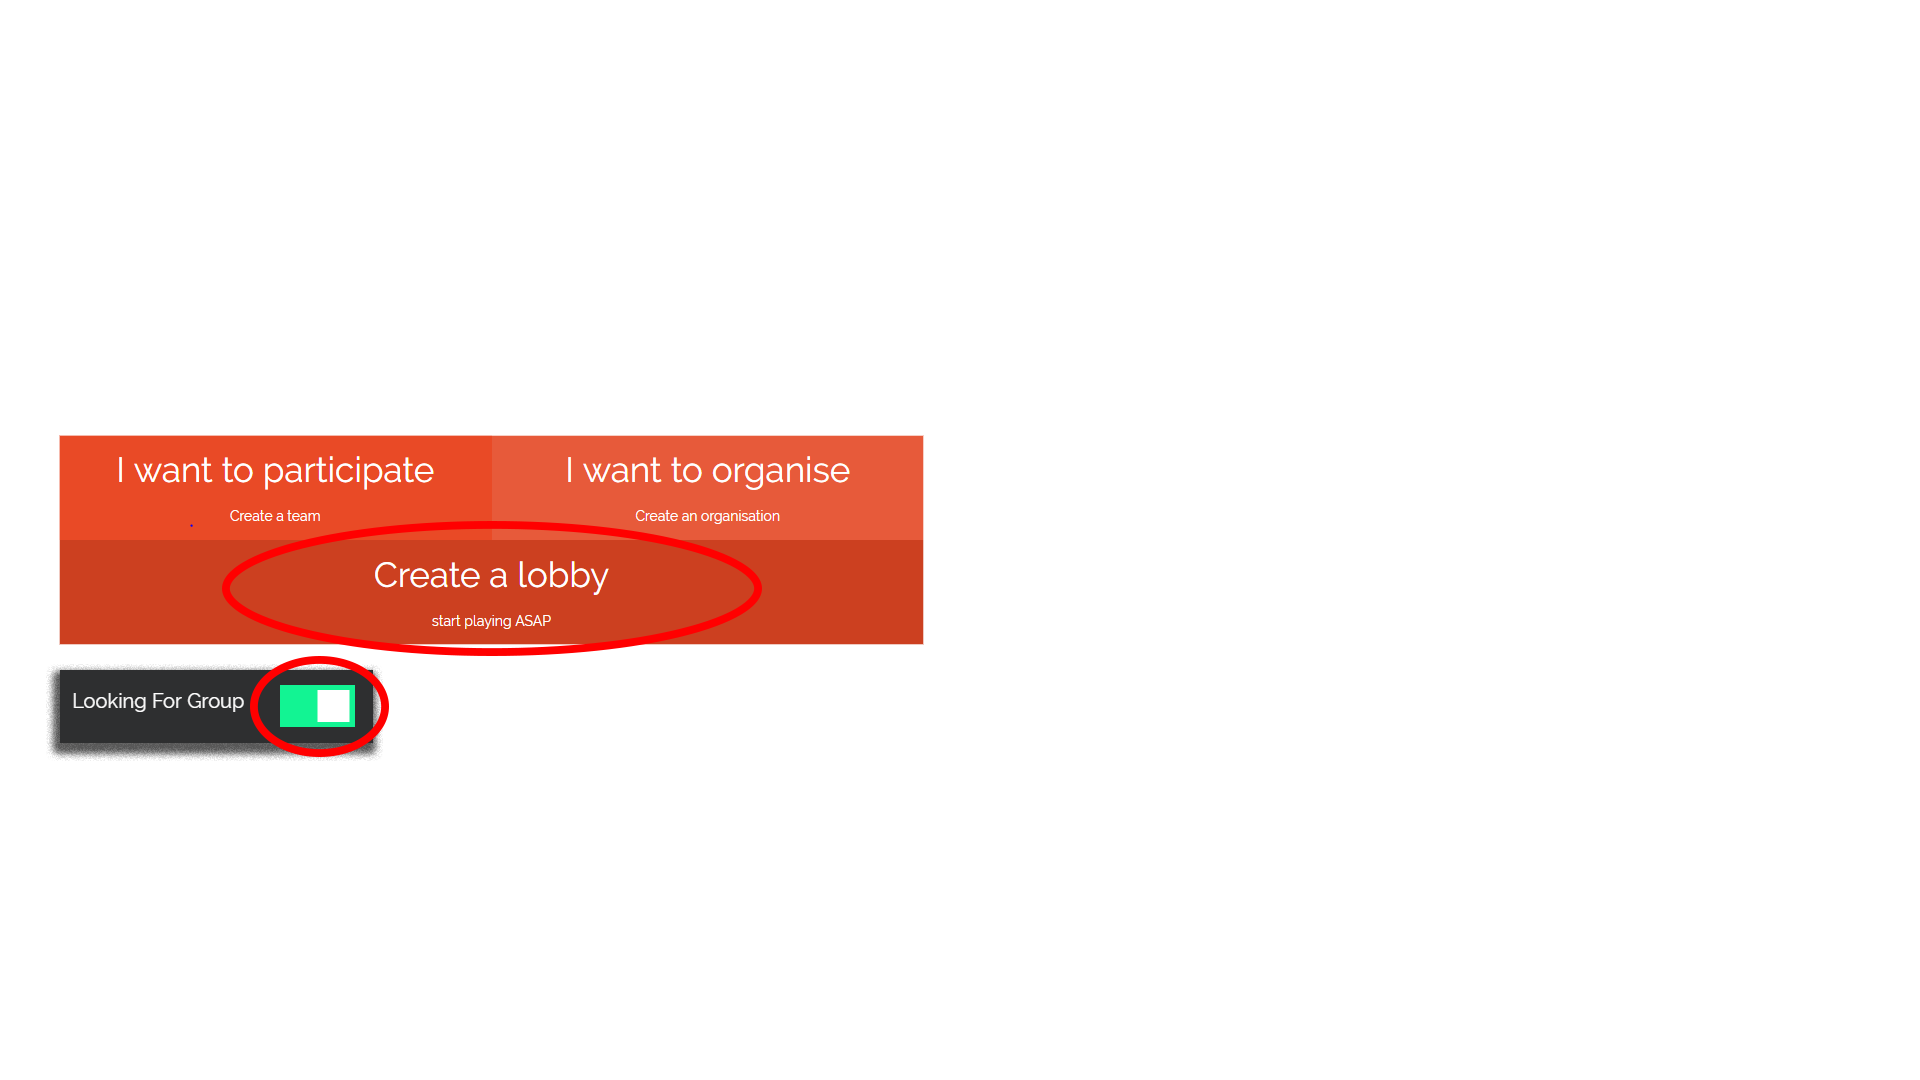 I want to participate
I want to organise
Create a team
Create an organisation
Create a lobby
start playing ASAP
Looking For Group